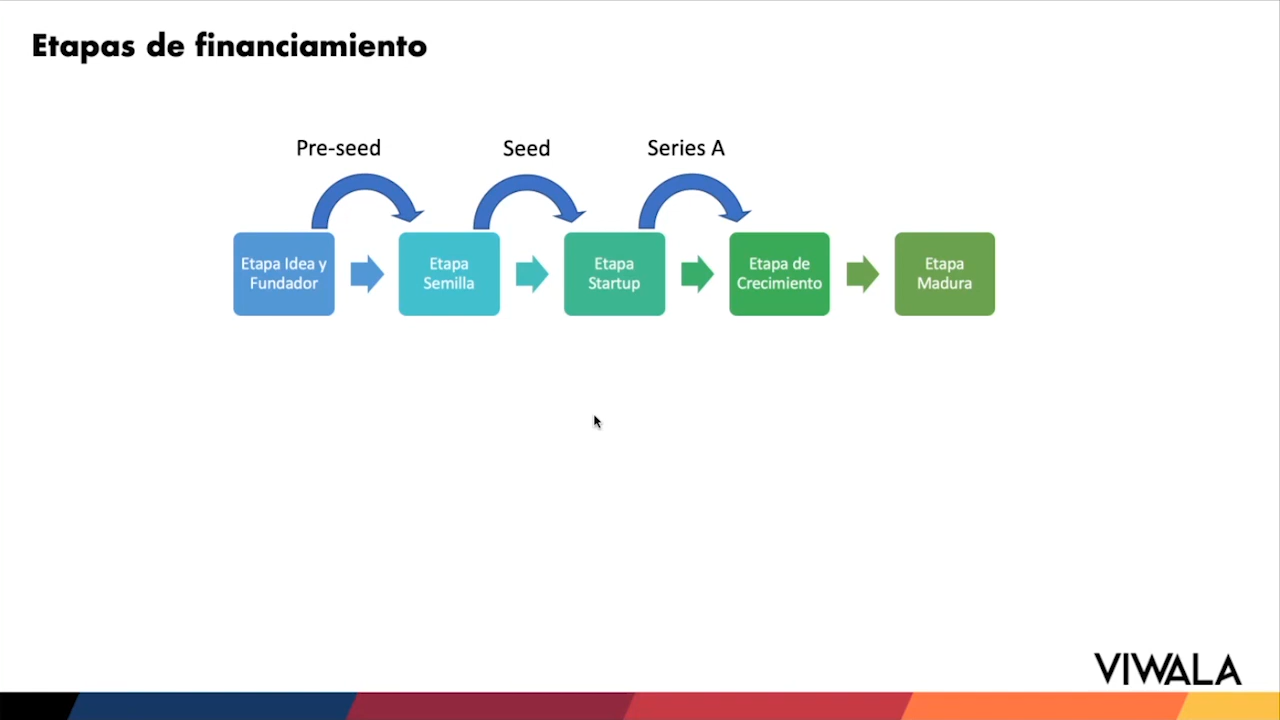 Etapas de financiamiento
Pre-seed
Seed
Series A
Etapa Idea y
Fundador
Etapa
Semilla
Etapa
Startup
Etapa de
Crecimiento
Etapa
Madura
VIWALA